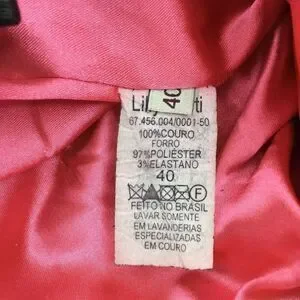 40
67.456.004/0001-50
100%COURO
FORRO
97%POLIÉSTER
3%ELASTANO
40
F
FEITO NO BRASIL
LAVAR SOMENTE
EM LAVANDERIAS
ESPECIALIZADAS
EM COURO